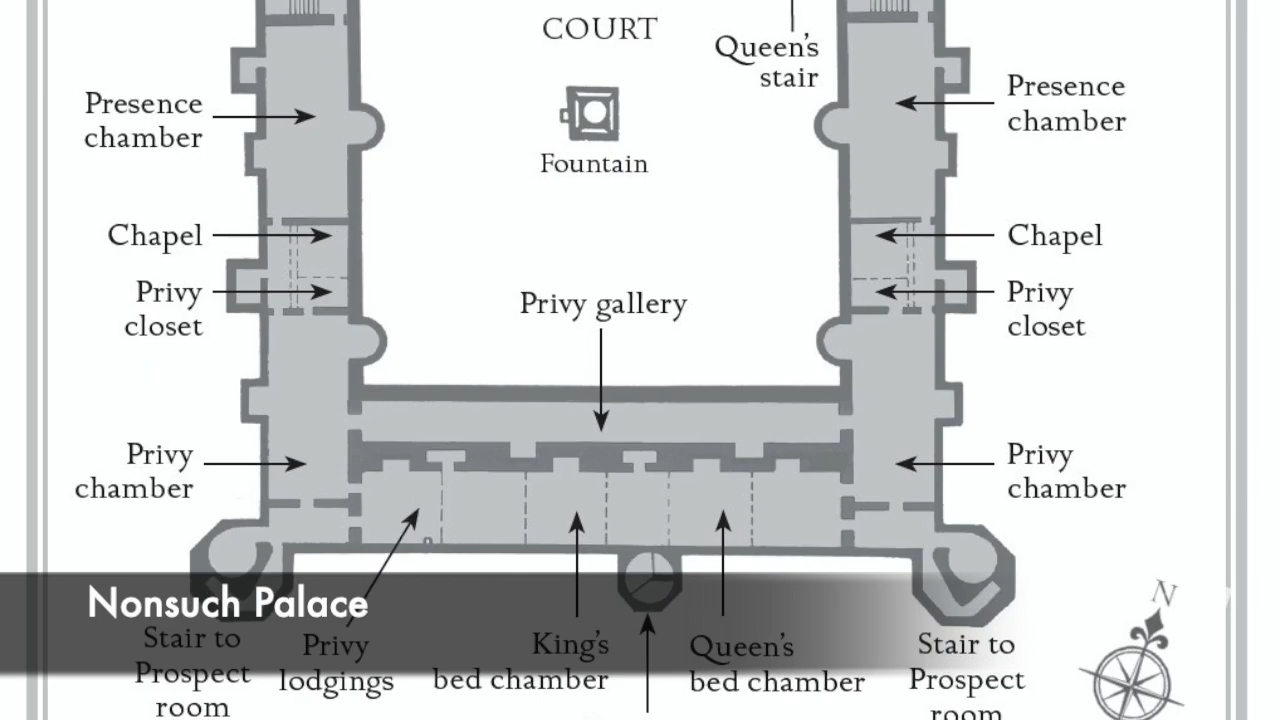 COURT
Queen's
stair
Presence
chamber
Presence
chamber
Fountain
Chapel
Chapel
Privy
closet
Privy
closet
Privy gallery
Privy
chamber
Privy
chamber
Nonsuch Palace
N
Stair to
Prospect
room
Privy
lodgings
King's
bed chamber
Queen's
bed chamber
Stair to
Prospect
room